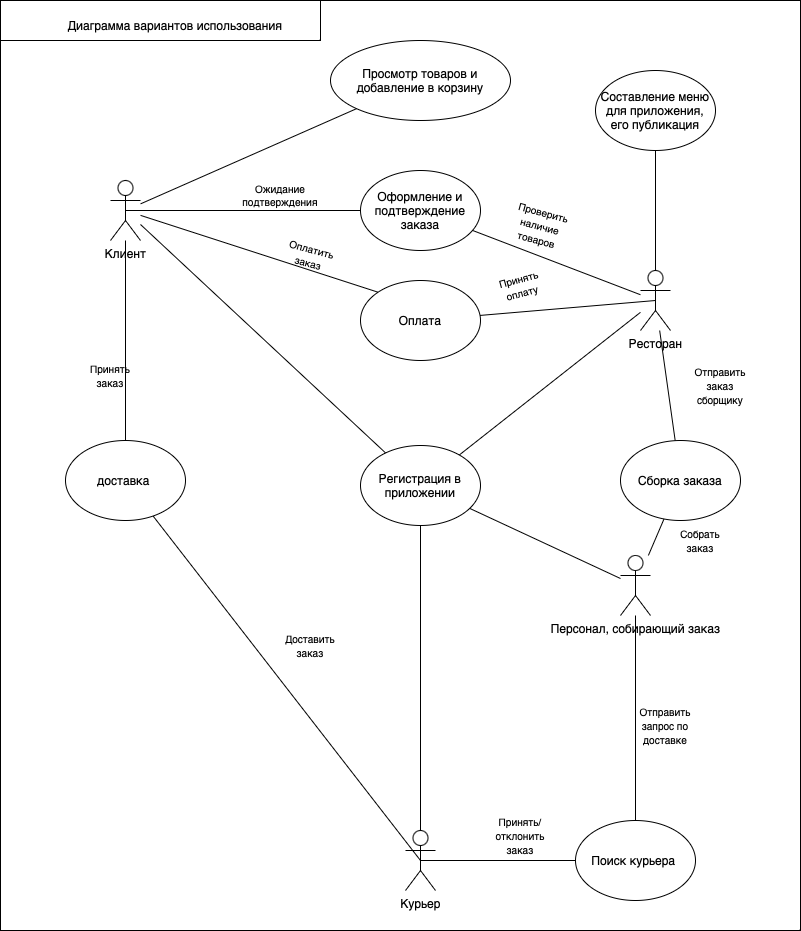 Диаграмма вариантов использования
Просмотр товаров и
добавление в корзину
Составление меню
для приложения,
его публикация
Ожидание
подтверждения
Оформление и
подтверждение
заказа
Проверить
наличие
товаров
Клиент
Оплатить
заказ
Принять
оплату
Оплата
Ресторан
Принять
заказ
Отправить
заказ
сборщику
доставка
Регистрация в
приложении
Сборка заказа
Собрать
заказ
Персонал, собирающий заказ
Доставить
заказ
Отправить
запрос по
доставке
Принять/
отклонить
заказ
Поиск курьера
Курьер